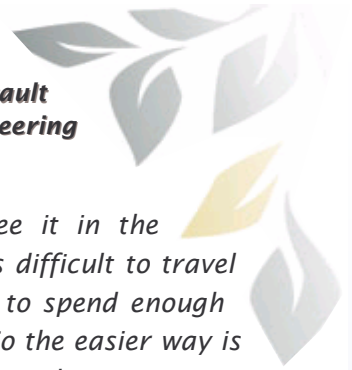 ault
eering
ee it in the
s difficult to travel
to spend enough
o the easier way is